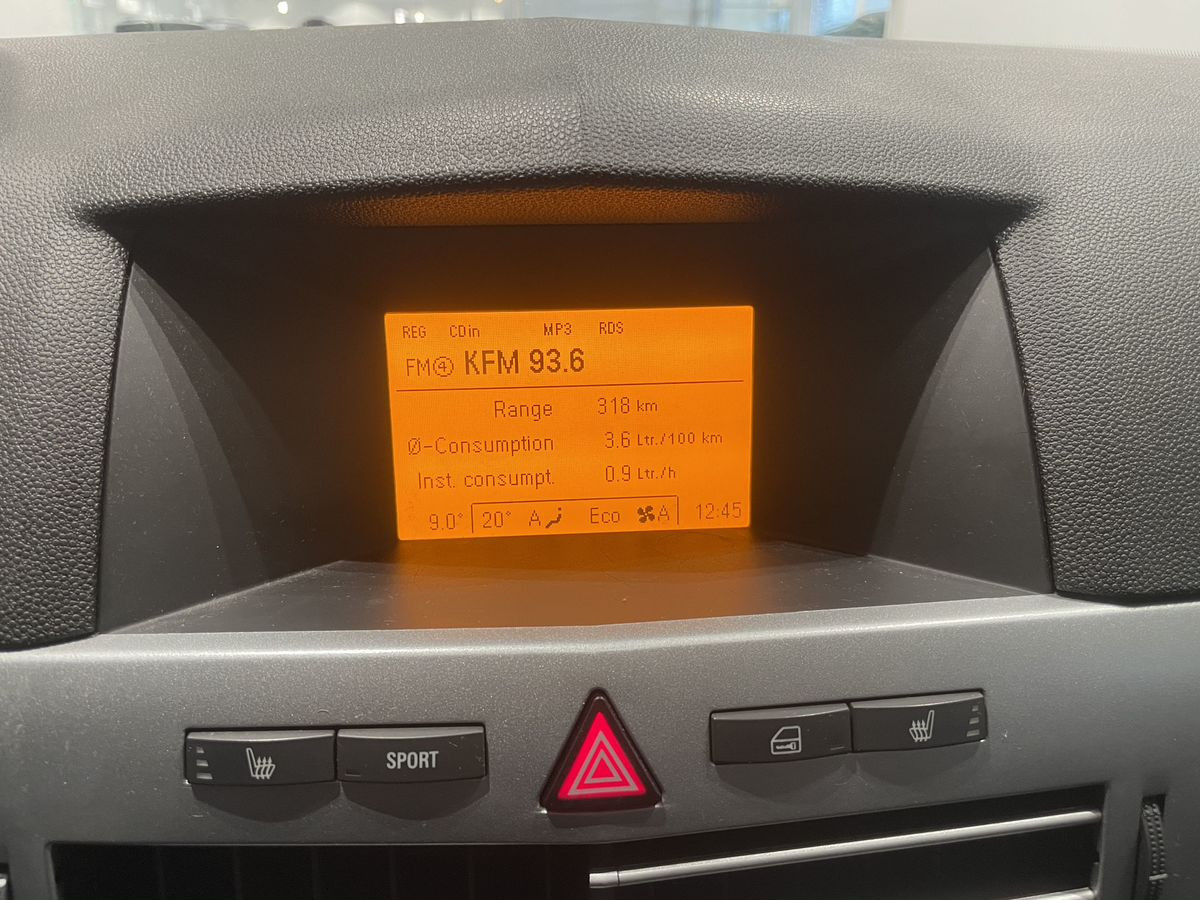 REG CDin MP3 RDS
FM④ KFM 93.6
Range 318 km
Ø-Consumption 3.6 Ltr./100 km
Inst. consumpt. 0.9 Ltr./h
9.0° 20° A Eco A 12:45
SPORT